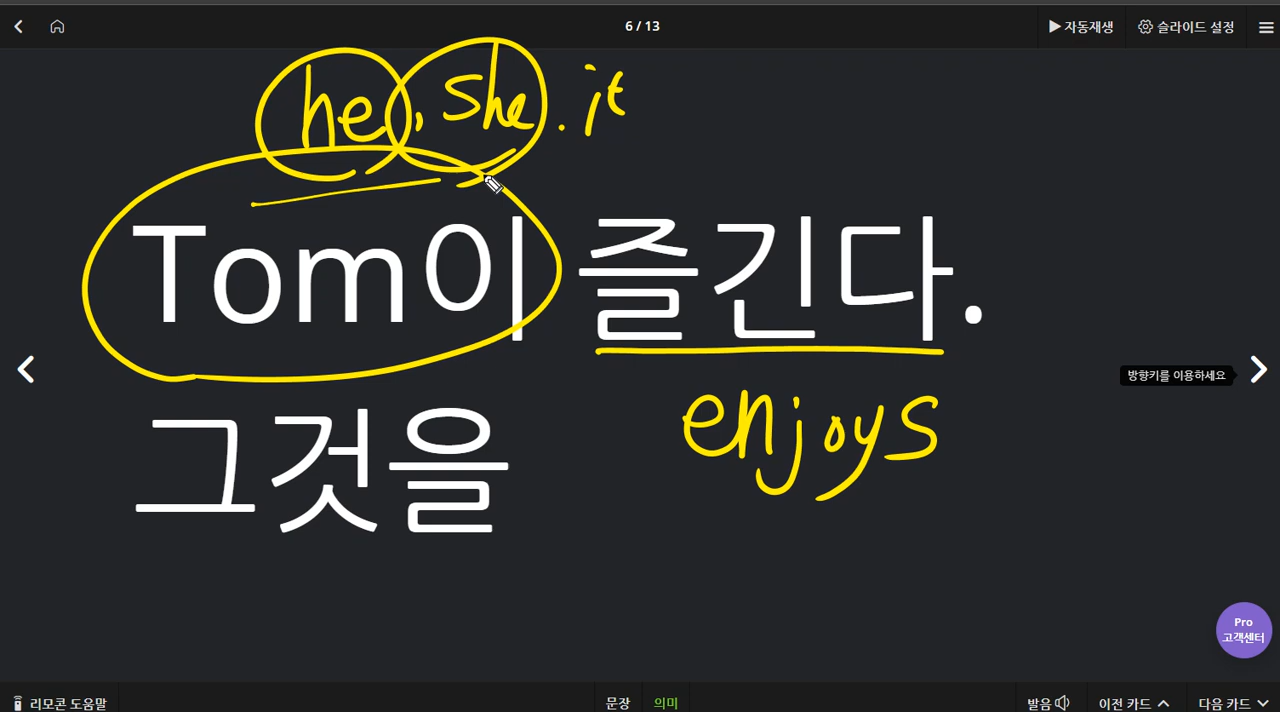 6 / 13
자동재생
슬라이드 설정
he, she. it
Tom이 즐긴다.
방향키를 이용하세요
enjoys
그것을
Pro
고객센터
리모콘 도움말
문장
의미
발음
이전 카드
다음 카드